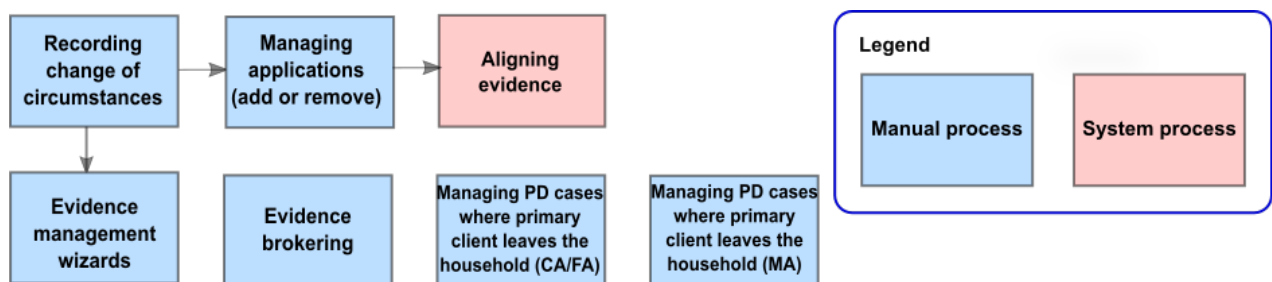 Recording
change of
circumstances
Managing
applications
(add or remove)
Aligning
evidence
Legend
Manual process
System process
Evidence
management
wizards
Evidence
brokering
Managing PD cases
where primary
client leaves the
household (CA/FA)
Managing PD cases
where primary
client leaves the
household (MA)